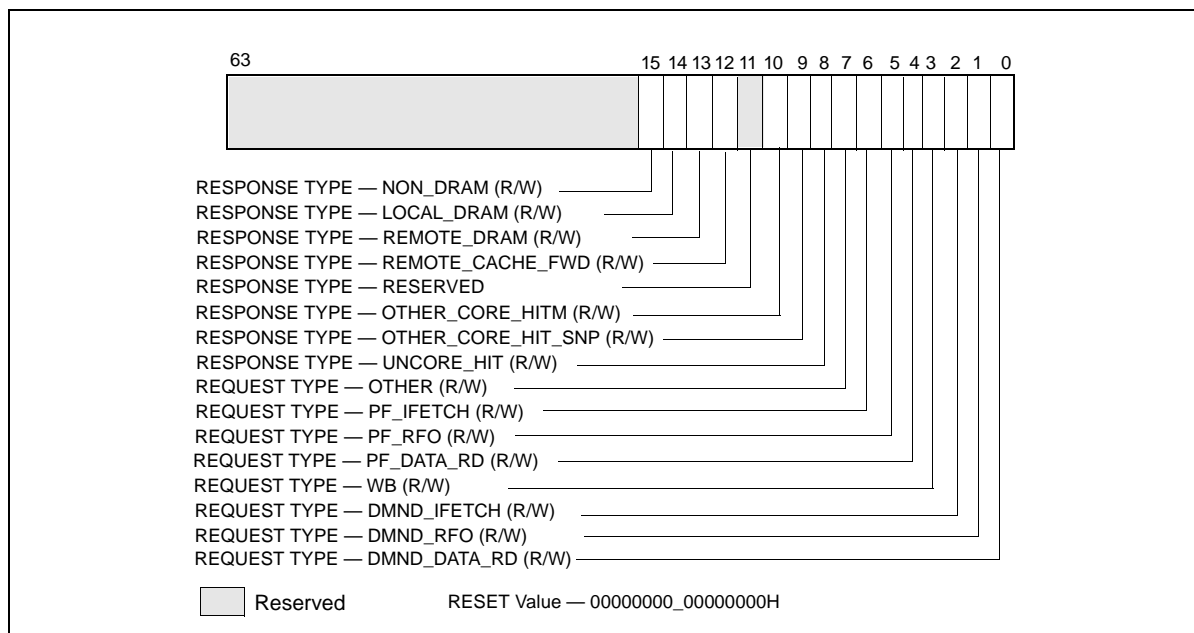 63 15 14 13 12 11 10 9 8 7 6 5 4 3 2 1 0
RESPONSE TYPE — NON_DRAM (R/W)
RESPONSE TYPE — LOCAL_DRAM (R/W)
RESPONSE TYPE — REMOTE_DRAM (R/W)
RESPONSE TYPE — REMOTE_CACHE_FWD (R/W)
RESPONSE TYPE — RESERVED
RESPONSE TYPE — OTHER_CORE_HITM (R/W)
RESPONSE TYPE — OTHER_CORE_HIT_SNP (R/W)
RESPONSE TYPE — UNCORE_HIT (R/W)
REQUEST TYPE — OTHER (R/W)
REQUEST TYPE — PF_IFETCH (R/W)
REQUEST TYPE — PF_RFO (R/W)
REQUEST TYPE — PF_DATA_RD (R/W)
REQUEST TYPE — WB (R/W)
REQUEST TYPE — DMND_IFETCH (R/W)
REQUEST TYPE — DMND_RFO (R/W)
REQUEST TYPE — DMND_DATA_RD (R/W)
Reserved RESET Value — 00000000_00000000H